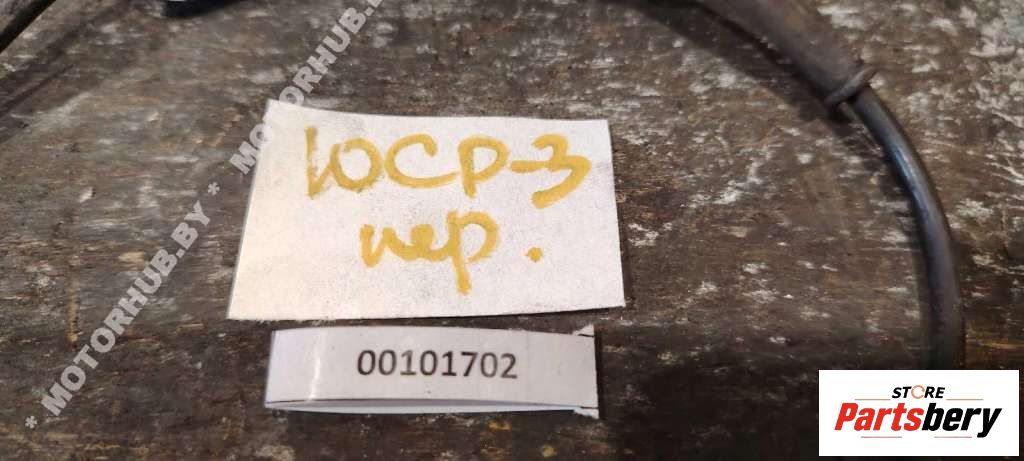 * MOTORHUB.BY * MOTORHUB.BY
ЮСР-3
пер.
00101702
STORE
Partsbery